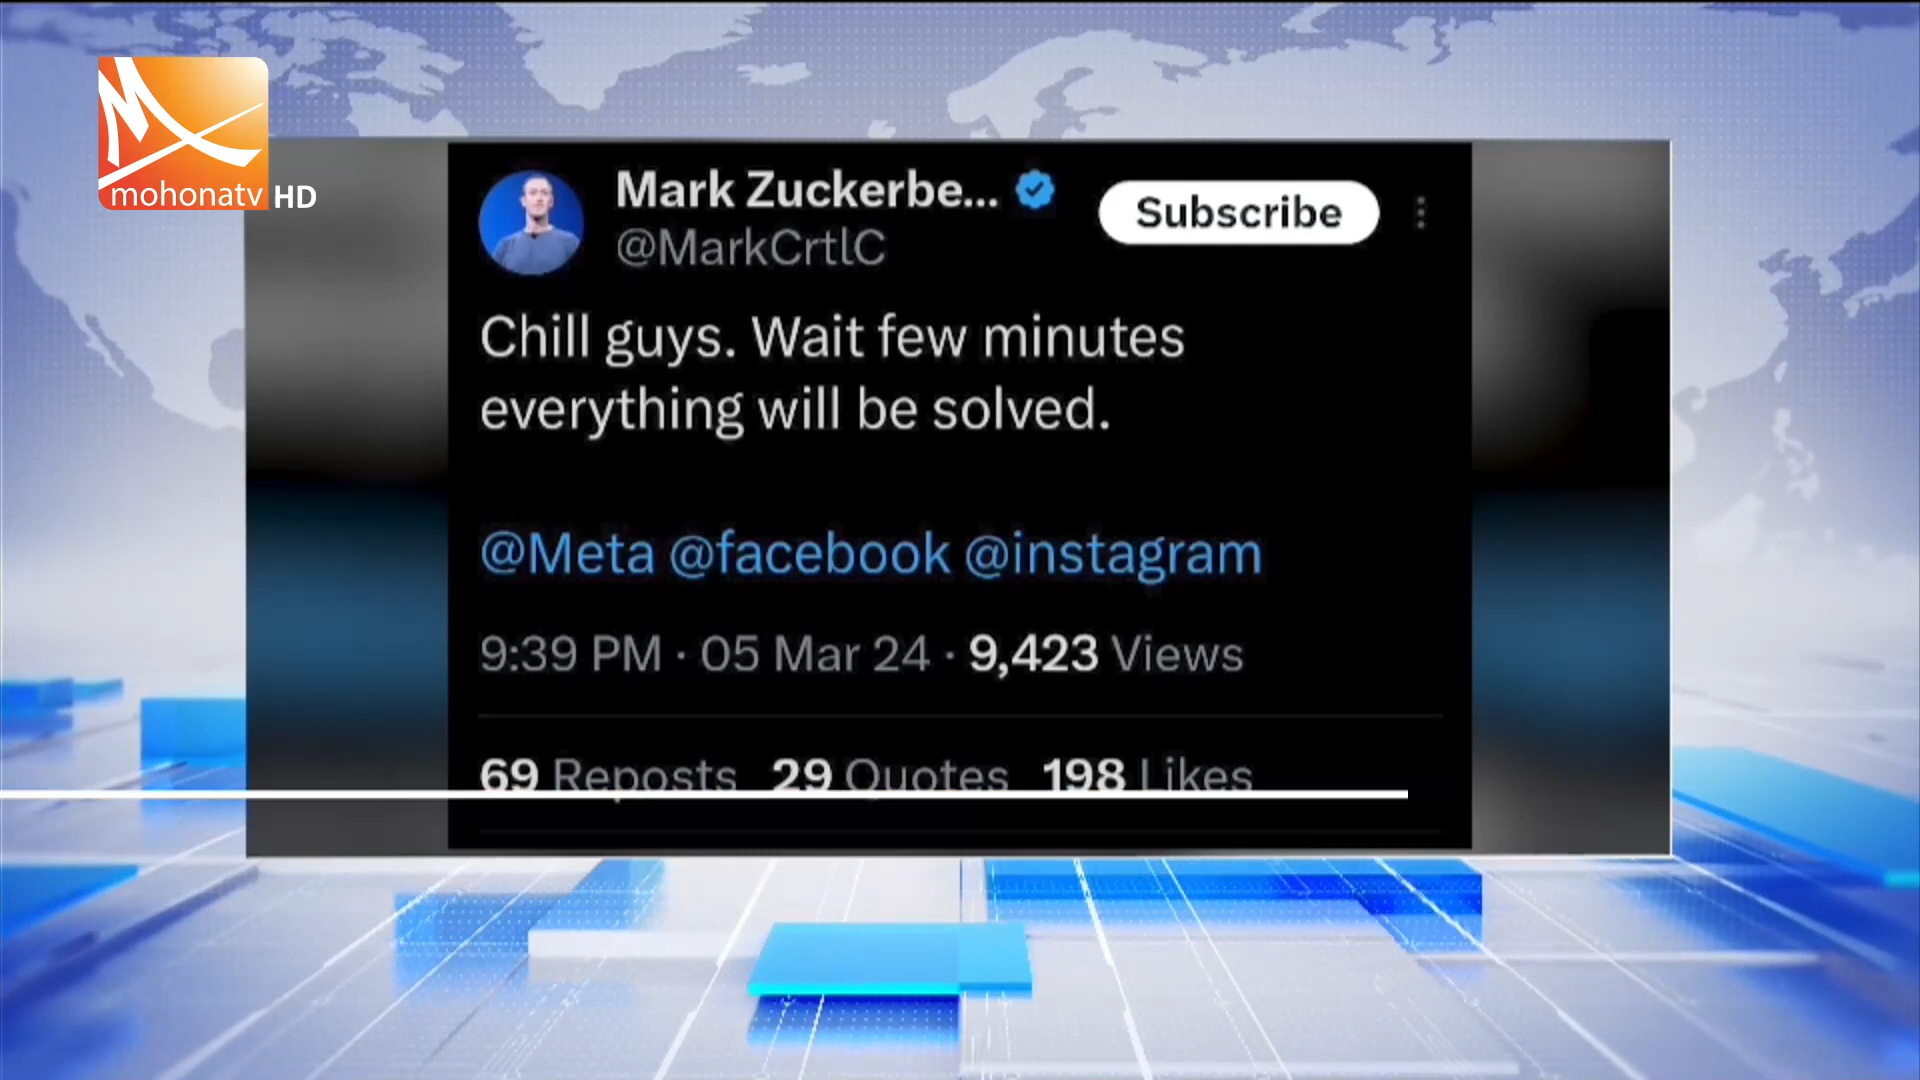 mohonatv HD
Mark Zuckerbe...
Subscribe
@MarkCrtlC
Chill guys. Wait few minutes
everything will be solved.
@Meta @facebook @instagram
9:39 PM · 05 Mar 24 · 9,423 Views
69 Reposts 29 Quotes 198 Likes